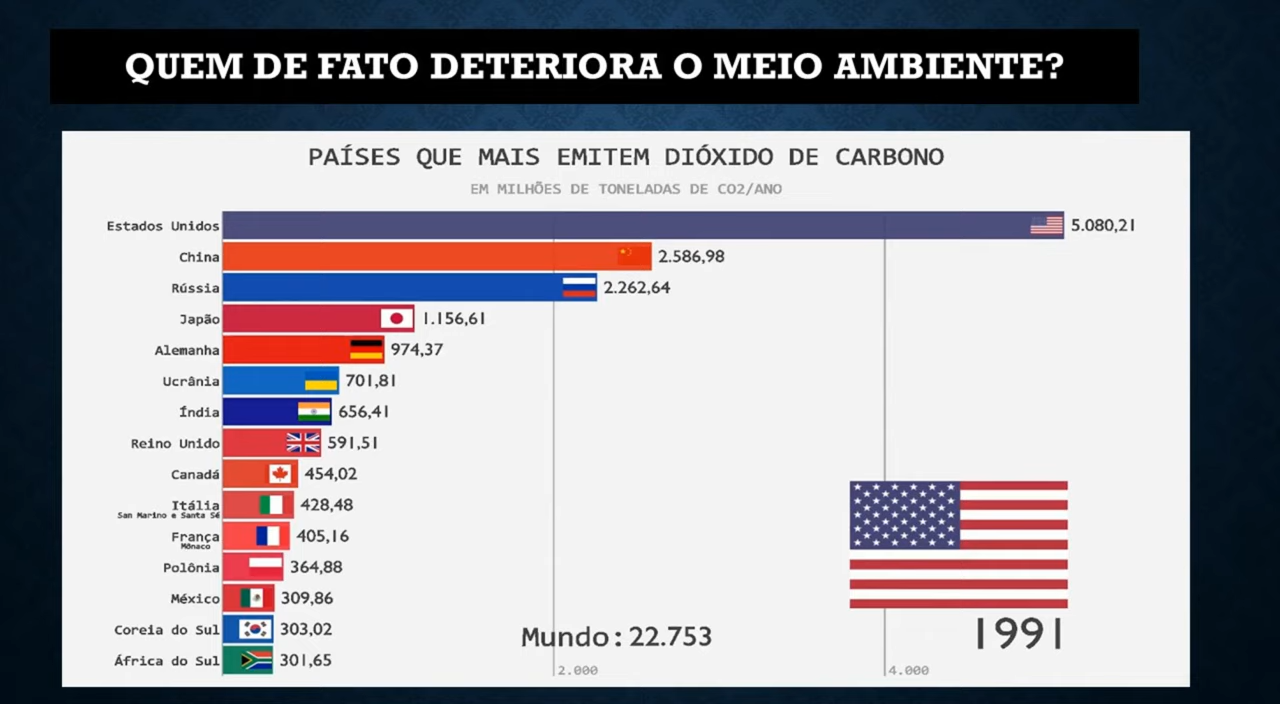 QUEM DE FATO DETERIORA O MEIO AMBIENTE?
PAÍSES QUE MAIS EMITEM DIÓXIDO DE CARBONO
EM MILHÕES DE TONELADAS DE CO2/ANO
Estados Unidos 5.080,21
China 2.586,98
Rússia 2.262,64
Japão 1.156,61
Alemanha 974,37
Ucrânia 701,81
Índia 656,41
Reino Unido 591,51
Canadá 454,02
Itália 428,48
San Marino e Santa Sé
França 405,16
Mônaco
Polônia 364,88
México 309,86
Coreia do Sul 303,02
África do Sul 301,65
Mundo: 22.753
1991
2.000 4.000